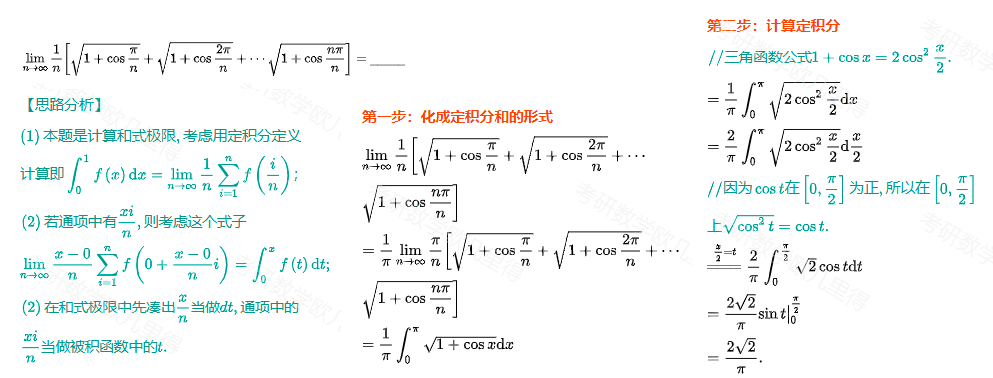 $\lim_{n\to\infty}\frac{1}{n}\left[\sqrt{1+\cos\frac{\pi}{n}}+\sqrt{1+\cos\frac{2\pi}{n}}+\cdots\sqrt{1+\cos\frac{n\pi}{n}}\right]=$ _____
【思路分析】
(1) 本题是计算和式极限, 考虑用定积分定义
计算即 $\int_0^1 f(x)\,\mathrm{d}x=\lim_{n\to\infty}\frac{1}{n}\sum_{i=1}^{n}f\left(\frac{i}{n}\right)$;
(2) 若通项中有$\frac{xi}{n}$, 则考虑这个式子
$\lim_{n\to\infty}\frac{x-0}{n}\sum_{i=1}^{n}f\left(0+\frac{x-0}{n}i\right)=\int_0^x f(t)\,\mathrm{d}t$;
(2) 在和式极限中先凑出$\frac{x}{n}$当做$dt$, 通项中的
$\frac{xi}{n}$当做被积函数中的$t$.
第一步：化成定积分和的形式
$\lim_{n\to\infty}\frac{1}{n}\left[\sqrt{1+\cos\frac{\pi}{n}}+\sqrt{1+\cos\frac{2\pi}{n}}+\cdots\right.$
$\left.\sqrt{1+\cos\frac{n\pi}{n}}\right]$
$=\frac{1}{\pi}\lim_{n\to\infty}\frac{\pi}{n}\left[\sqrt{1+\cos\frac{\pi}{n}}+\sqrt{1+\cos\frac{2\pi}{n}}+\cdots\right.$
$\left.\sqrt{1+\cos\frac{n\pi}{n}}\right]$
$=\frac{1}{\pi}\int_0^{\pi}\sqrt{1+\cos x}\mathrm{d}x$
第二步：计算定积分
//三角函数公式$1+\cos x=2\cos^2\frac{x}{2}$.
$=\frac{1}{\pi}\int_0^{\pi}\sqrt{2\cos^2\frac{x}{2}}\mathrm{d}x$
$=\frac{2}{\pi}\int_0^{\pi}\sqrt{2\cos^2\frac{x}{2}}\mathrm{d}\frac{x}{2}$
//因为 $\cos t$在$\left[0,\frac{\pi}{2}\right]$为正, 所以在$\left[0,\frac{\pi}{2}\right]$
上$\sqrt{\cos^2 t}=\cos t$.
$\overset{\frac{x}{2}=t}{=}\frac{2}{\pi}\int_0^{\frac{\pi}{2}}\sqrt{2}\cos t\mathrm{d}t$
$=\frac{2\sqrt{2}}{\pi}\sin t\big|_0^{\frac{\pi}{2}}$
$=\frac{2\sqrt{2}}{\pi}$.